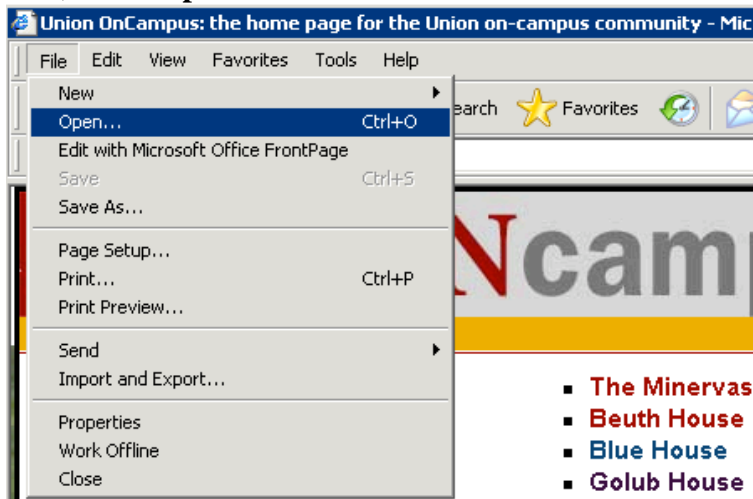 Union OnCampus: the home page for the Union on-campus community - Mic
File Edit View Favorites Tools Help
New
earch Favorites
Open... Ctrl+O
Edit with Microsoft Office FrontPage
Save Ctrl+S
Save As...
Ncam
Page Setup...
Print... Ctrl+P
Print Preview...
Send
Import and Export...
Properties
Work Offline
Close
The Minervas
Beuth House
Blue House
Golub House